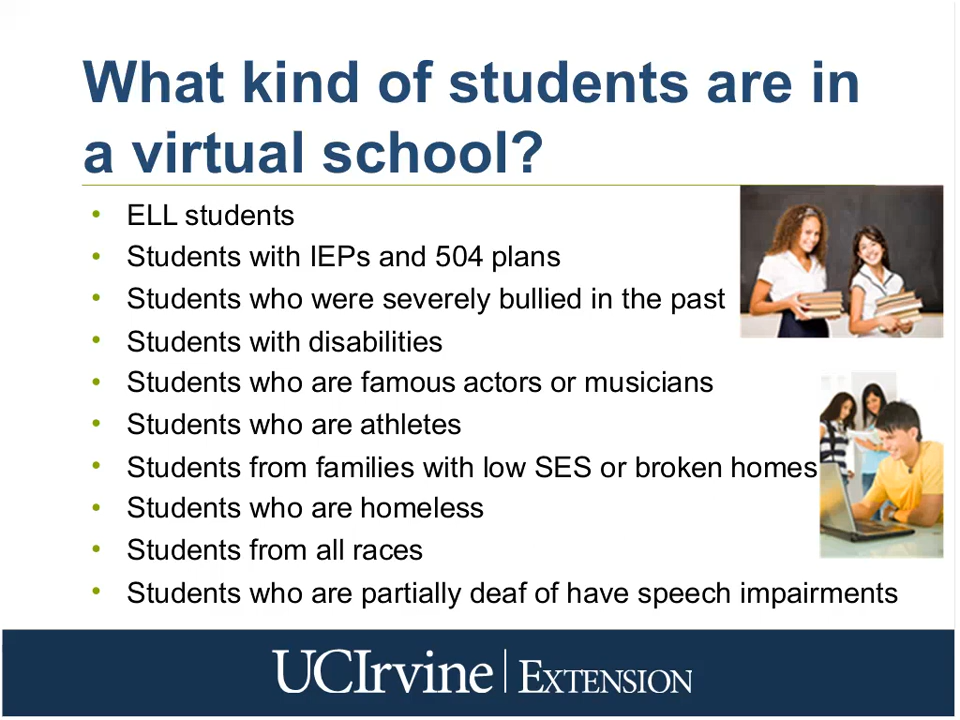 What kind of students are in
a virtual school?
• ELL students
• Students with IEPs and 504 plans
• Students who were severely bullied in the past
• Students with disabilities
• Students who are famous actors or musicians
• Students who are athletes
• Students from families with low SES or broken homes
• Students who are homeless
• Students from all races
• Students who are partially deaf of have speech impairments
UCIrvine | EXTENSION